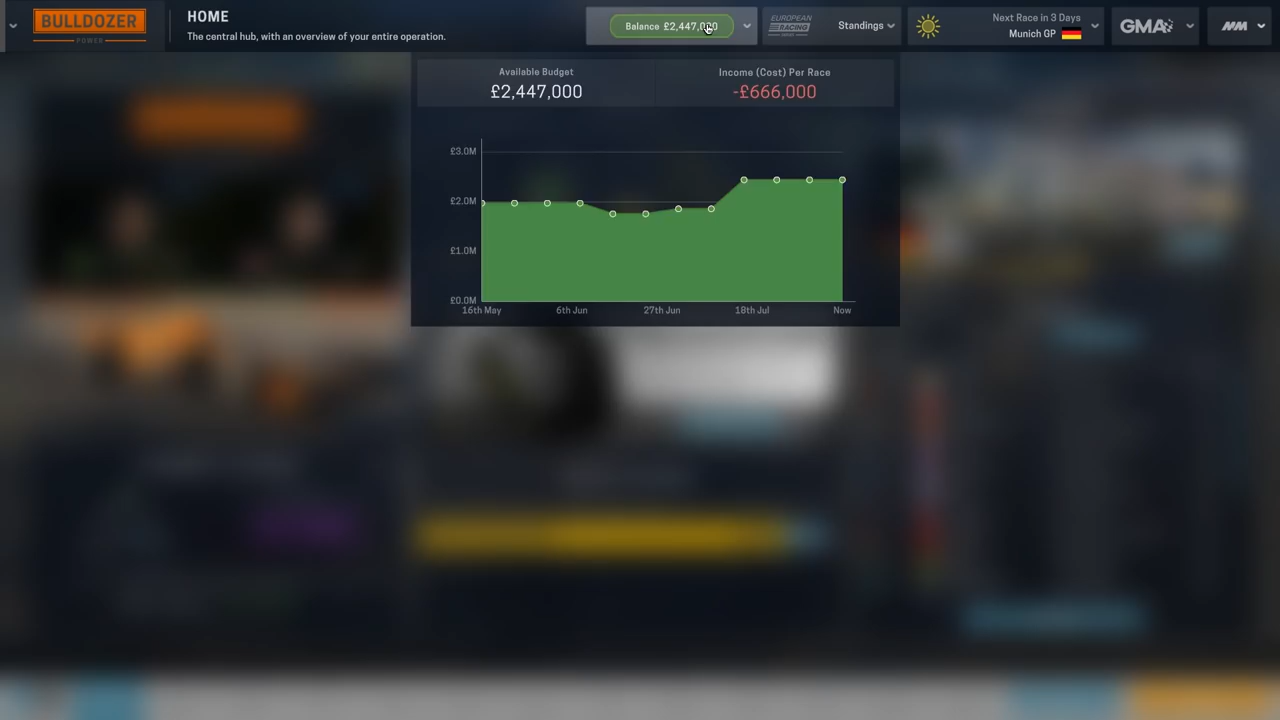 BULLDOZER
POWER
HOME
The central hub, with an overview of your entire operation.
Balance £2,447,000
EUROPEAN
RACING
Standings
Next Race in 3 Days
Munich GP
GMA
Available Budget
£2,447,000
Income (Cost) Per Race
-£666,000
£3.0M
£2.0M
£1.0M
£0.0M
16th May
6th Jun
27th Jun
18th Jul
Now